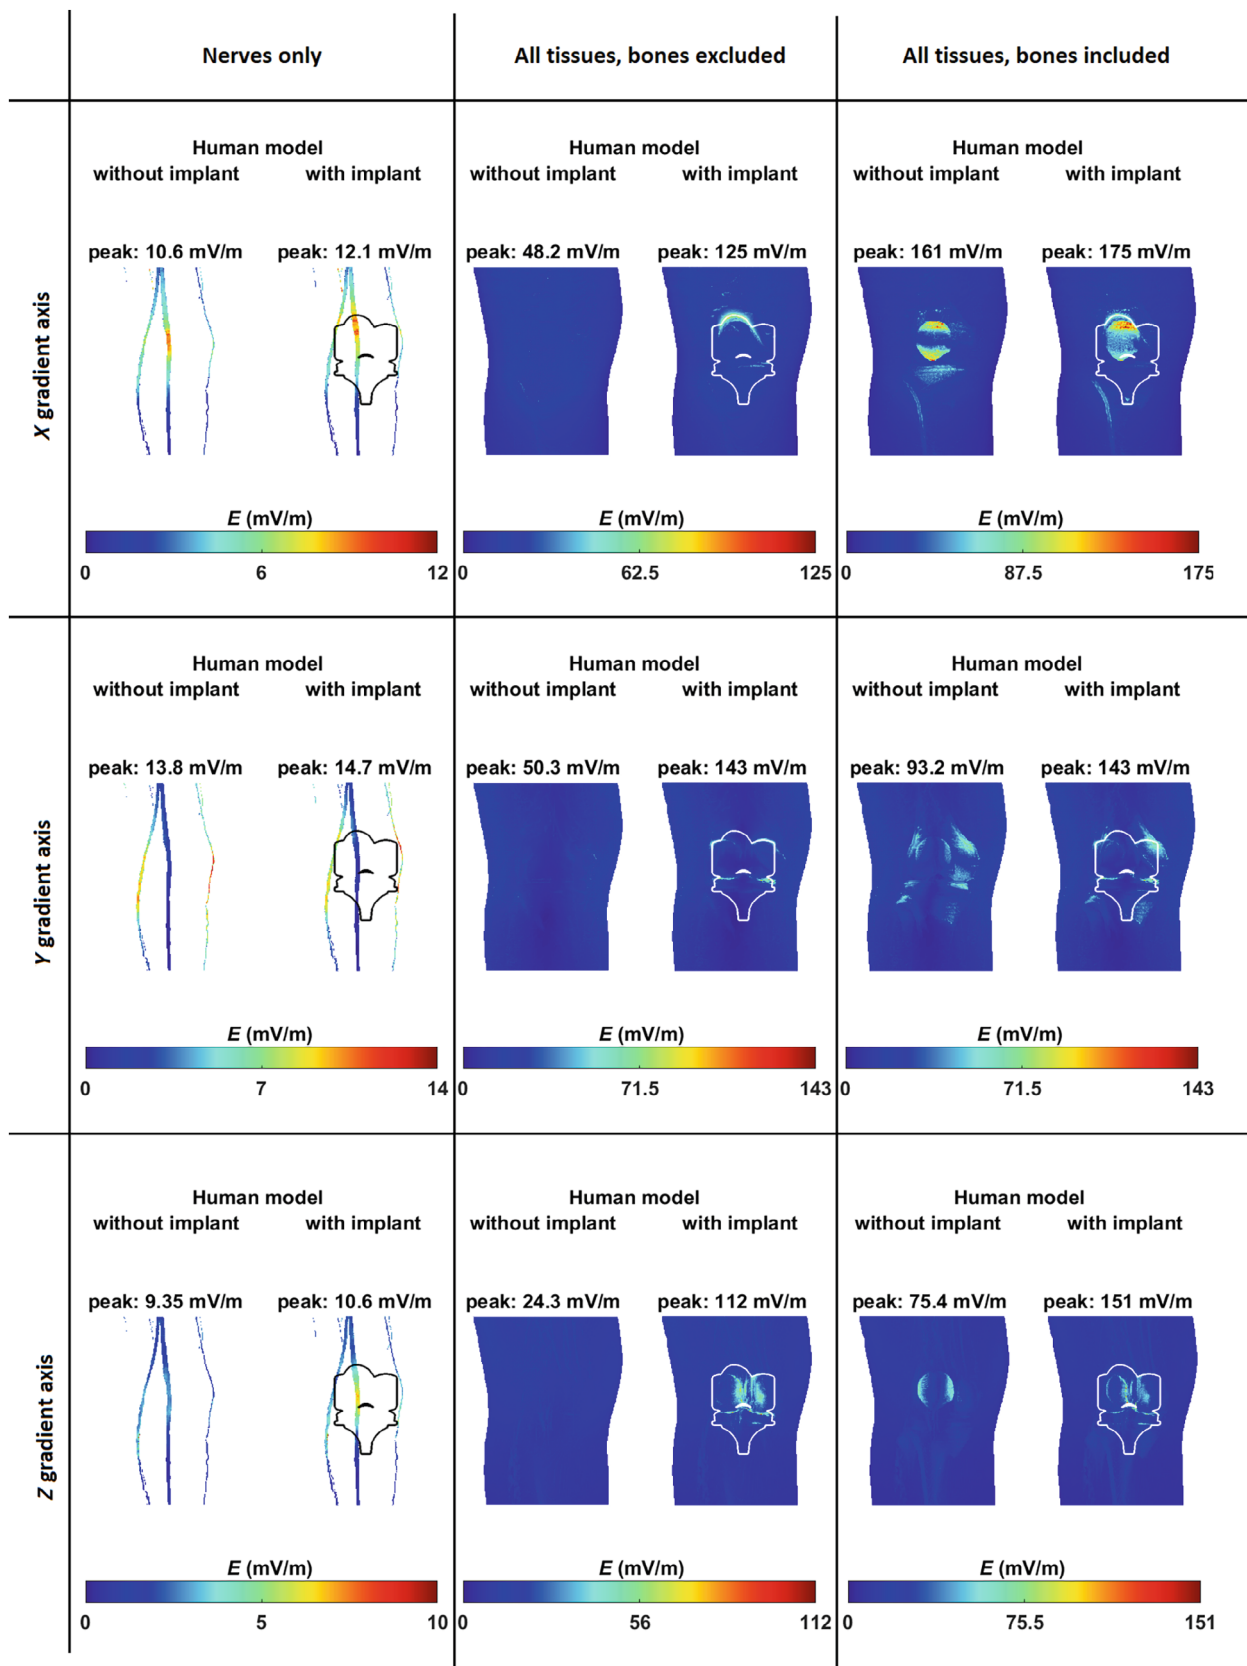 Nerves only
All tissues, bones excluded
All tissues, bones included
X gradient axis
Human model
without implant
with implant
peak: 10.6 mV/m
peak: 12.1 mV/m
E (mV/m)
0
6
12
Human model
without implant
with implant
peak: 48.2 mV/m
peak: 125 mV/m
E (mV/m)
0
62.5
125
Human model
without implant
with implant
peak: 161 mV/m
peak: 175 mV/m
E (mV/m)
0
87.5
175
Y gradient axis
Human model
without implant
with implant
peak: 13.8 mV/m
peak: 14.7 mV/m
E (mV/m)
0
7
14
Human model
without implant
with implant
peak: 50.3 mV/m
peak: 143 mV/m
E (mV/m)
0
71.5
143
Human model
without implant
with implant
peak: 93.2 mV/m
peak: 143 mV/m
E (mV/m)
0
71.5
143
Z gradient axis
Human model
without implant
with implant
peak: 9.35 mV/m
peak: 10.6 mV/m
E (mV/m)
0
5
10
Human model
without implant
with implant
peak: 24.3 mV/m
peak: 112 mV/m
E (mV/m)
0
56
112
Human model
without implant
with implant
peak: 75.4 mV/m
peak: 151 mV/m
E (mV/m)
0
75.5
151